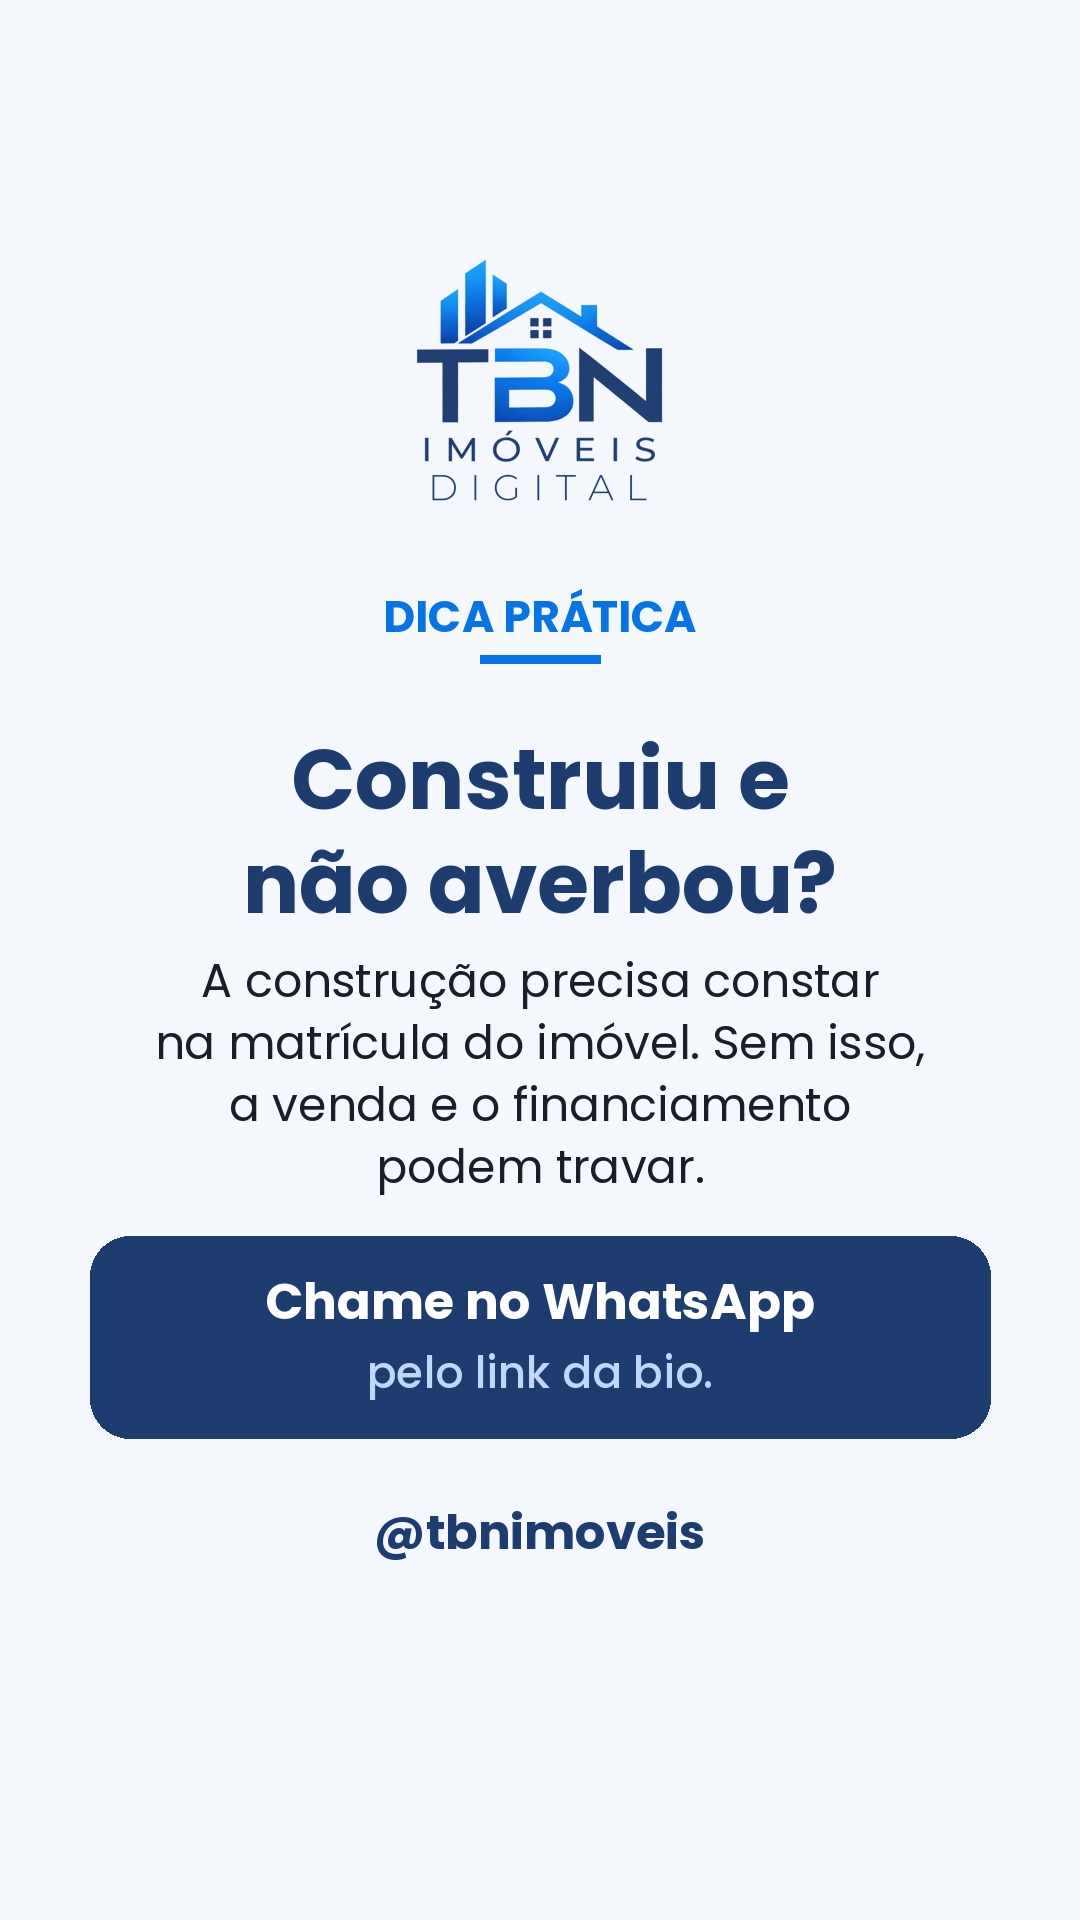 TBN
IMÓVEIS
DIGITAL
DICA PRÁTICA
Construiu e
não averbou?
A construção precisa constar
na matrícula do imóvel. Sem isso,
a venda e o financiamento
podem travar.
Chame no WhatsApp
pelo link da bio.
@tbnimoveis